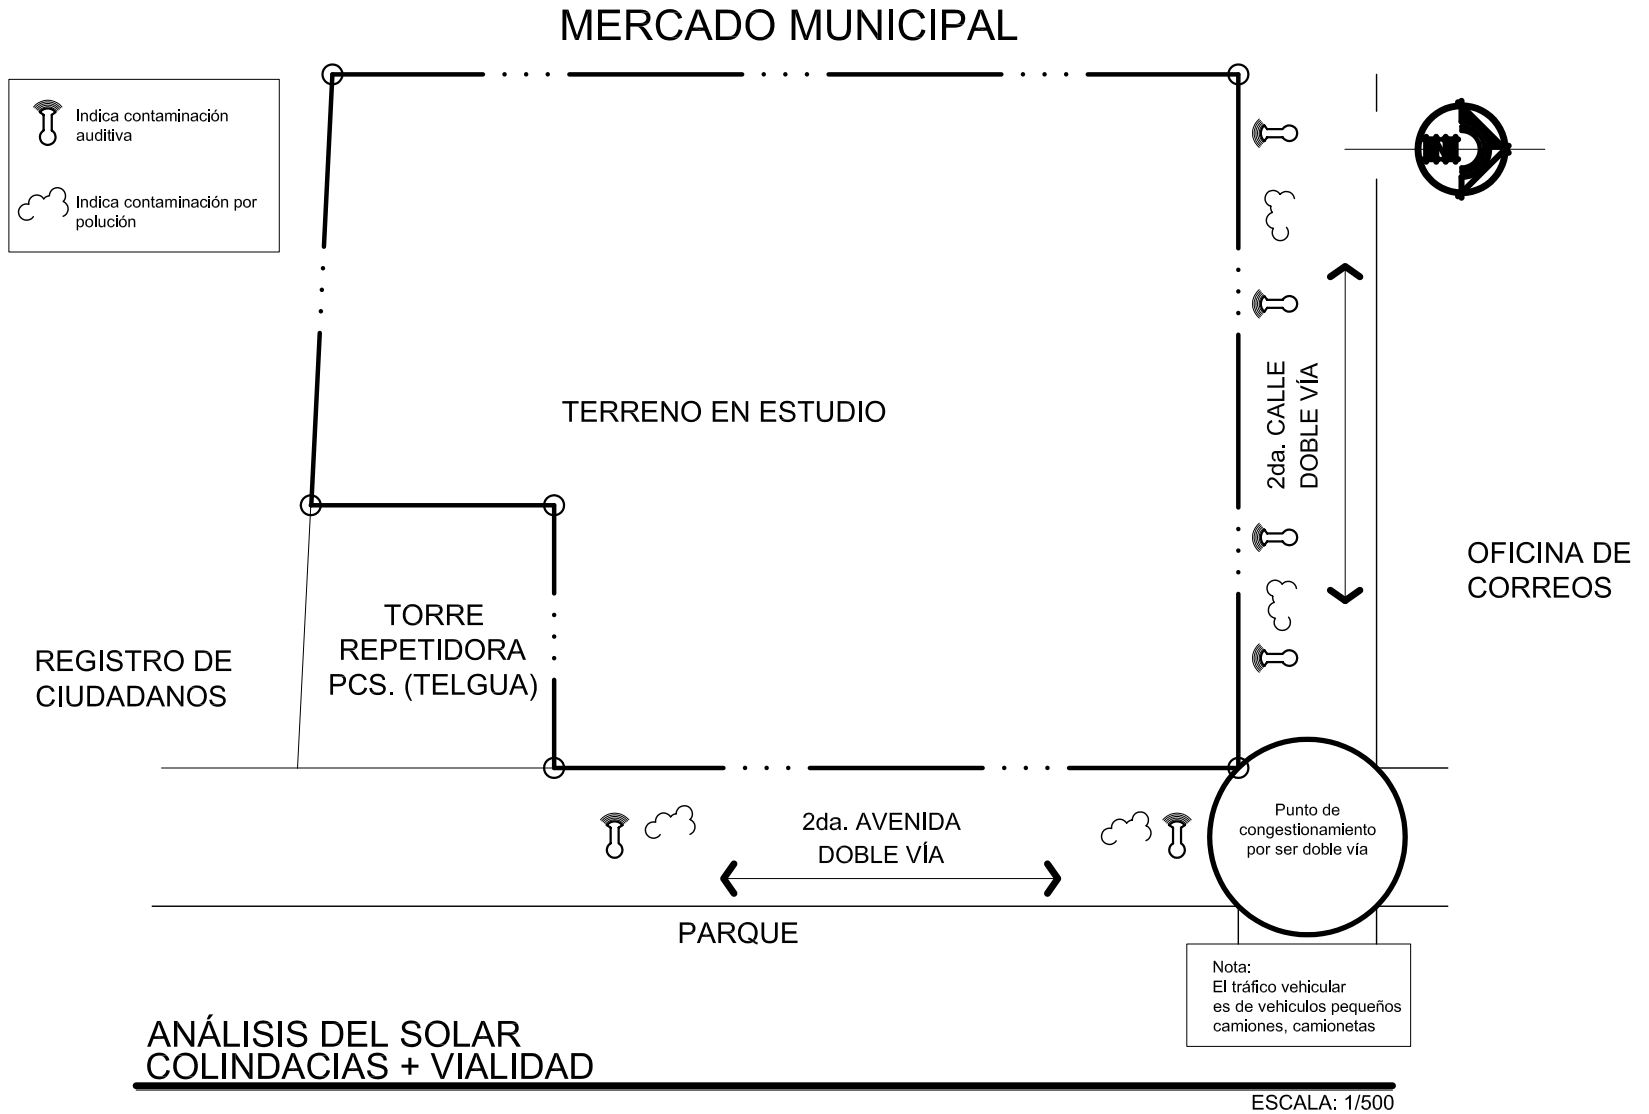 MERCADO MUNICIPAL
Indica contaminación
auditiva
Indica contaminación por
polución
N
TERRENO EN ESTUDIO
2da. CALLE
DOBLE VÍA
OFICINA DE
CORREOS
TORRE
REPETIDORA
PCS. (TELGUA)
REGISTRO DE
CIUDADANOS
2da. AVENIDA
DOBLE VÍA
Punto de
congestionamiento
por ser doble vía
PARQUE
Nota:
El tráfico vehicular
es de vehiculos pequeños
camiones, camionetas
ANÁLISIS DEL SOLAR
COLINDACIAS + VIALIDAD
ESCALA: 1/500